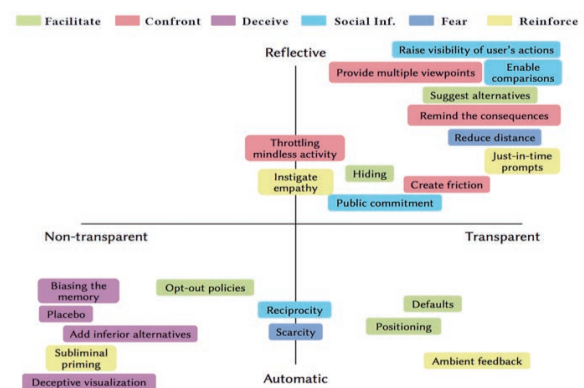 Facilitate Confront Deceive Social Inf. Fear Reinforce
Reflective
Raise visibility of user's actions
Provide multiple viewpoints
Enable
comparisons
Suggest alternatives
Remind the consequences
Reduce distance
Throttling
mindless activity
Just-in-time
prompts
Instigate
empathy
Hiding
Create friction
Public commitment
Non-transparent
Transparent
Biasing the
memory
Opt-out policies
Placebo
Reciprocity
Defaults
Add inferior alternatives
Scarcity
Positioning
Subliminal
priming
Ambient feedback
Deceptive visualization
Automatic